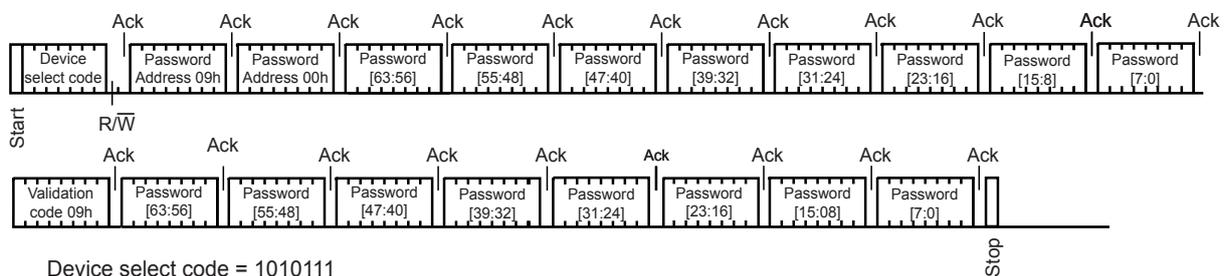 Ack Ack Ack Ack Ack Ack Ack Ack Ack Ack Ack
Device Password Password Password Password Password Password Password Password Password Password
select code Address 09h Address 00h [63:56] [55:48] [47:40] [39:32] [31:24] [23:16] [15:8] [7:0]
Start
R/W̅
Ack Ack Ack Ack Ack Ack Ack Ack Ack
Validation Password Password Password Password Password Password Password Password
code 09h [63:56] [55:48] [47:40] [39:32] [31:24] [23:16] [15:08] [7:0]
Stop
Device select code = 1010111